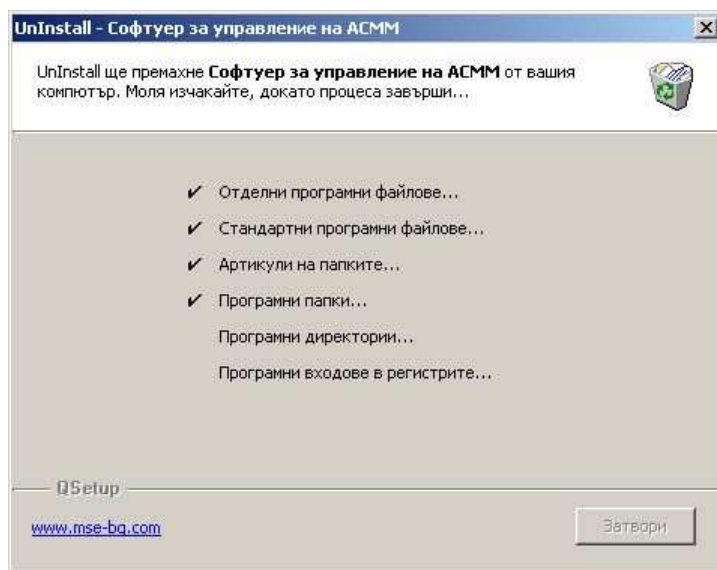 UnInstall - Софтуер за управление на АСММ
UnInstall ще премахне Софтуер за управление на АСММ от вашия
компютър. Моля изчакайте, докато процеса завърши...
Отделни програмни файлове...
Стандартни програмни файлове...
Артикули на папките...
Програмни папки...
Програмни директории...
Програмни входове в регистрите...
QSetup
www.mse-bg.com
Затвори